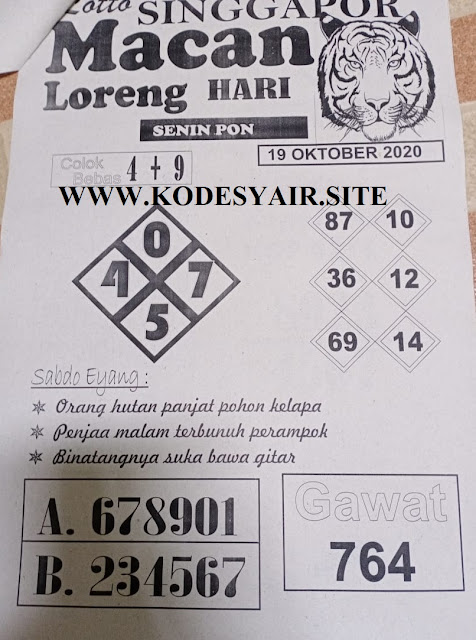 Lotto SINGGAPOR
Macan
Loreng HARI
SENIN PON
19 OKTOBER 2020
Colok
Bebas 4 + 9
WWW.KODESYAIR.SITE
0
4 7
5
87 10
36 12
69 14
Sabdo Eyang :
Orang hutan panjat pohon kelapa
Penjaa malam terbunuh perampok
Binatangnya suka bawa gitar
A. 678901
B. 234567
Gawat
764